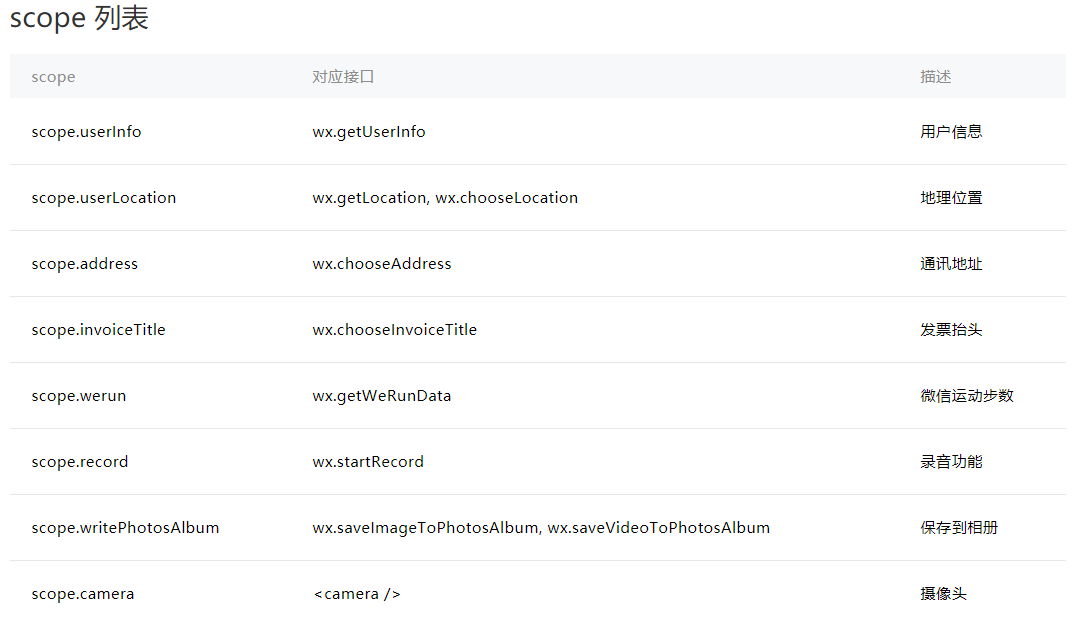 scope 列表
scope 对应接口 描述
scope.userInfo wx.getUserInfo 用户信息
scope.userLocation wx.getLocation, wx.chooseLocation 地理位置
scope.address wx.chooseAddress 通讯地址
scope.invoiceTitle wx.chooseInvoiceTitle 发票抬头
scope.werun wx.getWeRunData 微信运动步数
scope.record wx.startRecord 录音功能
scope.writePhotosAlbum wx.saveImageToPhotosAlbum, wx.saveVideoToPhotosAlbum 保存到相册
scope.camera <camera /> 摄像头